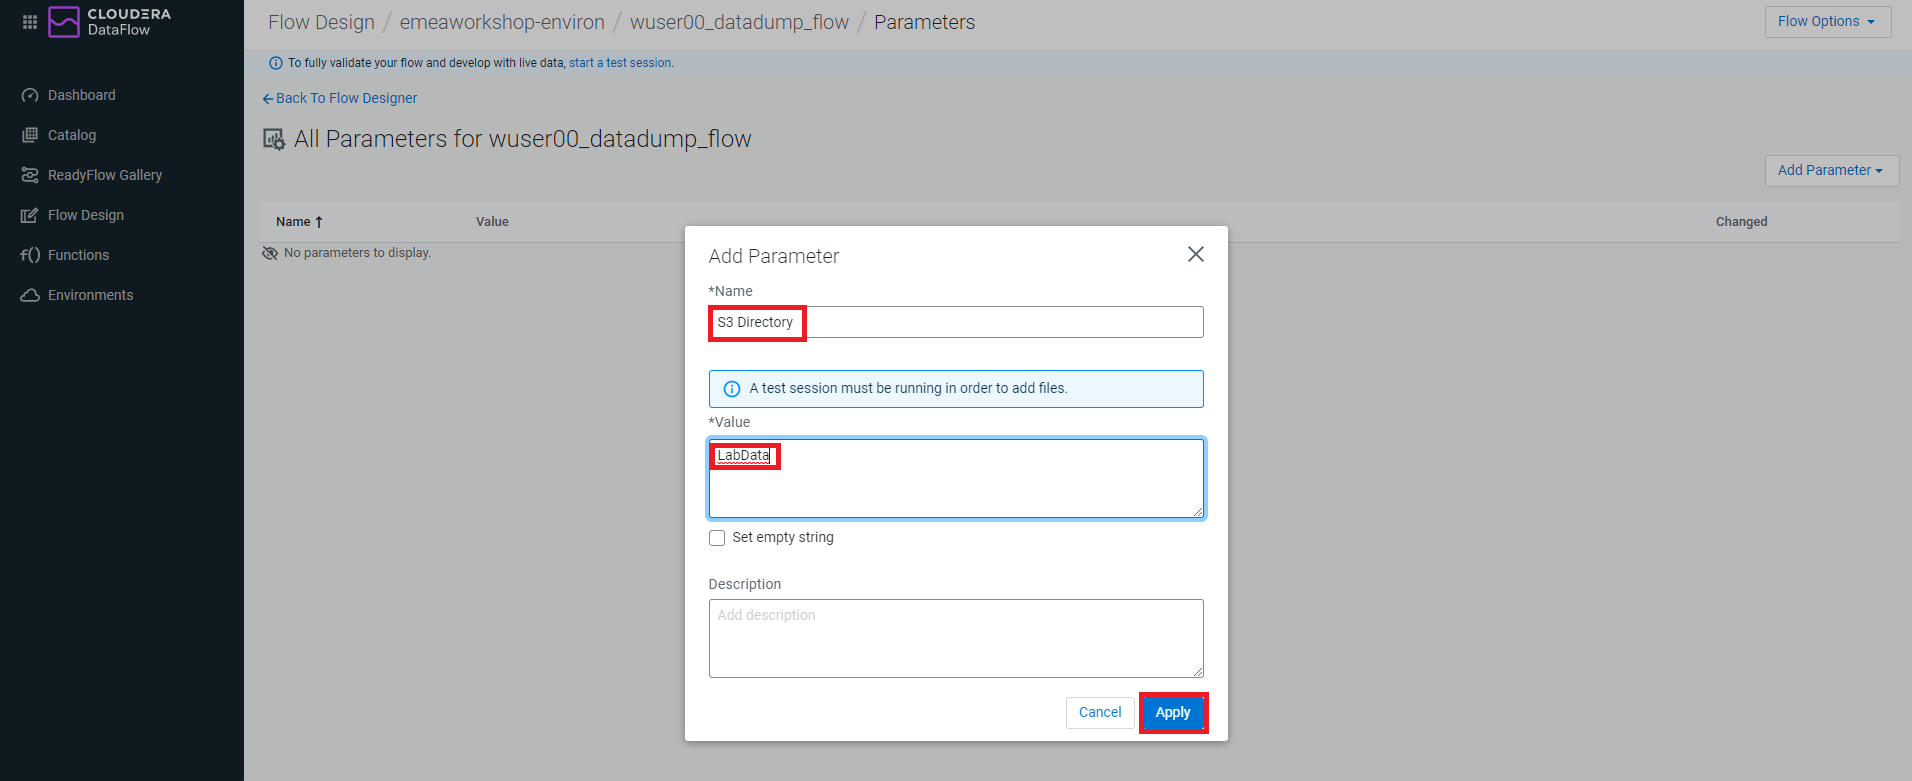 CLOUDERA
DataFlow
Dashboard
Catalog
ReadyFlow Gallery
Flow Design
Functions
Environments
Flow Design / emeaworkshop-environ / wuser00_datadump_flow / Parameters
Flow Options
To fully validate your flow and develop with live data, start a test session.
Back To Flow Designer
All Parameters for wuser00_datadump_flow
Add Parameter
Name Value Changed
No parameters to display.
Add Parameter
*Name
S3 Directory
A test session must be running in order to add files.
*Value
LabData
Set empty string
Description
Add description
Cancel Apply